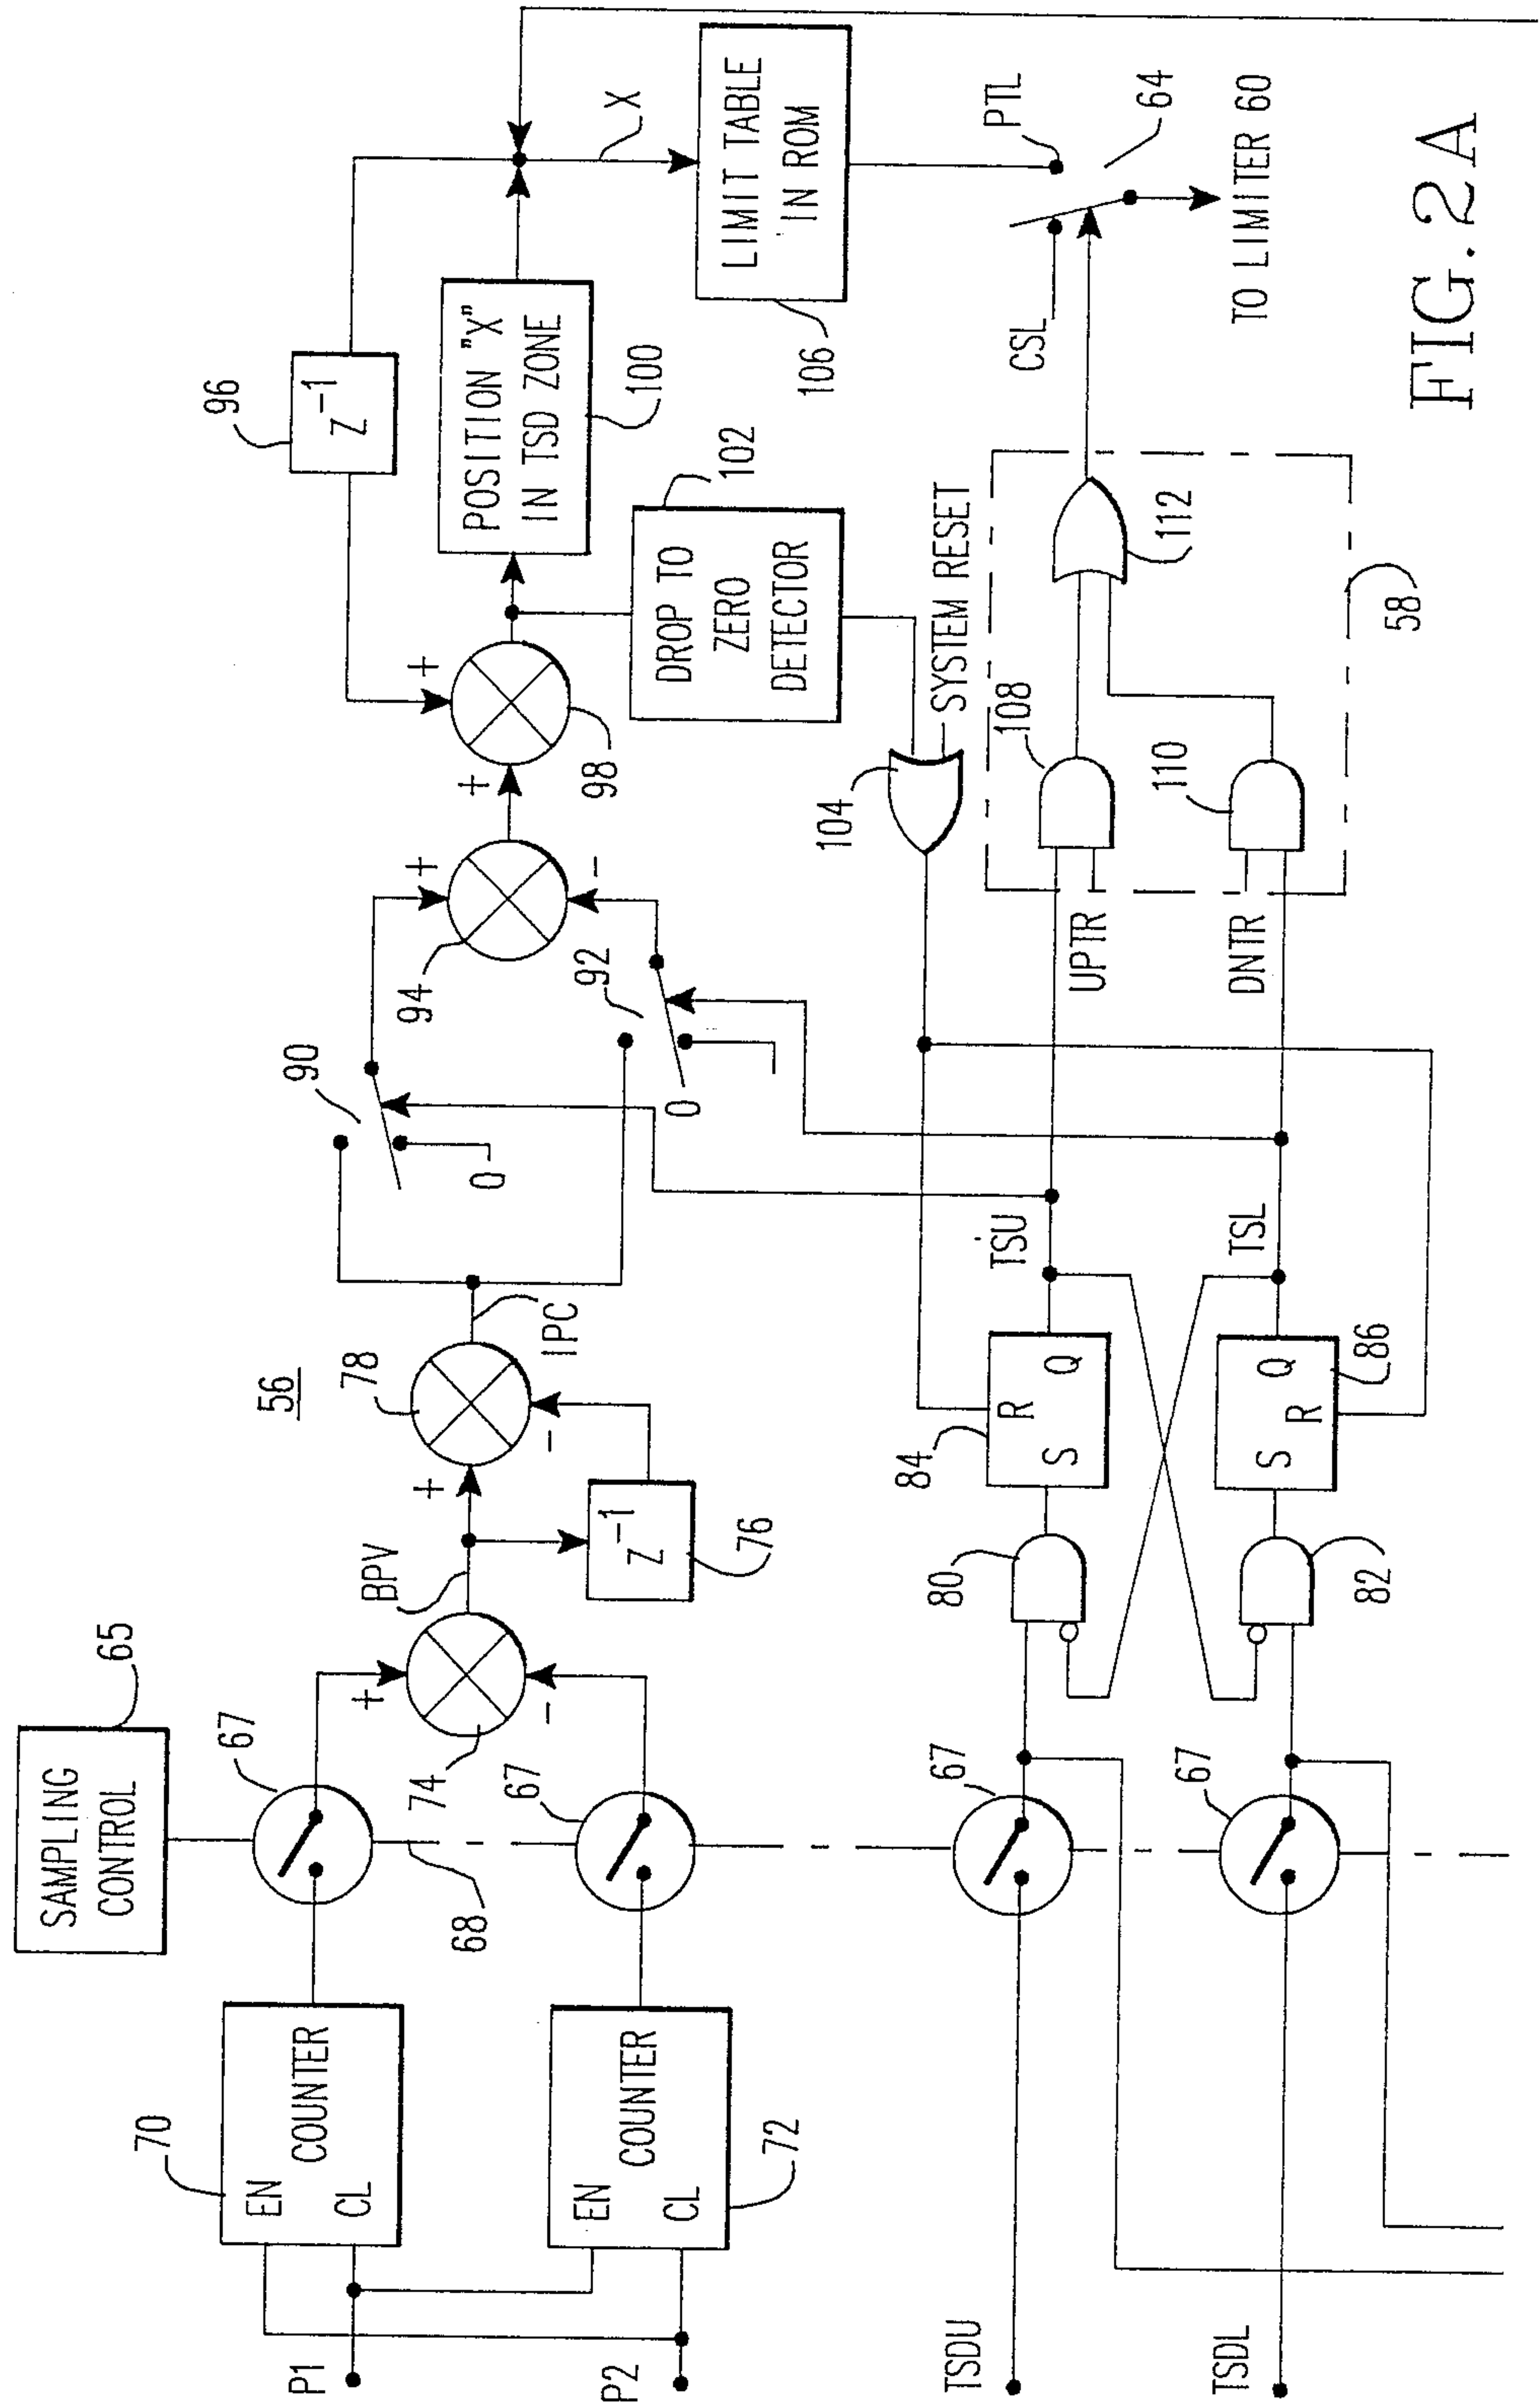 56
SAMPLING
CONTROL
65
67
68
P1
70
EN
CL
COUNTER
P2
72
EN
CL
COUNTER
67
+
-
74
BPV
+
-
78
Z⁻¹
76
IPC
90
0
92
0
+
-
94
+
+
98
96
Z⁻¹
POSITION "X"
IN TSD ZONE
100
DROP TO
ZERO
DETECTOR
102
X
LIMIT TABLE
IN ROM
106
PTL
64
CSL
TO LIMITER 60
104
SYSTEM RESET
TSDU
67
80
84
R
S
Q
TSU
UPTR
108
112
58
TSDL
67
82
S
R
Q
86
TSL
DNTR
110
FIG. 2A